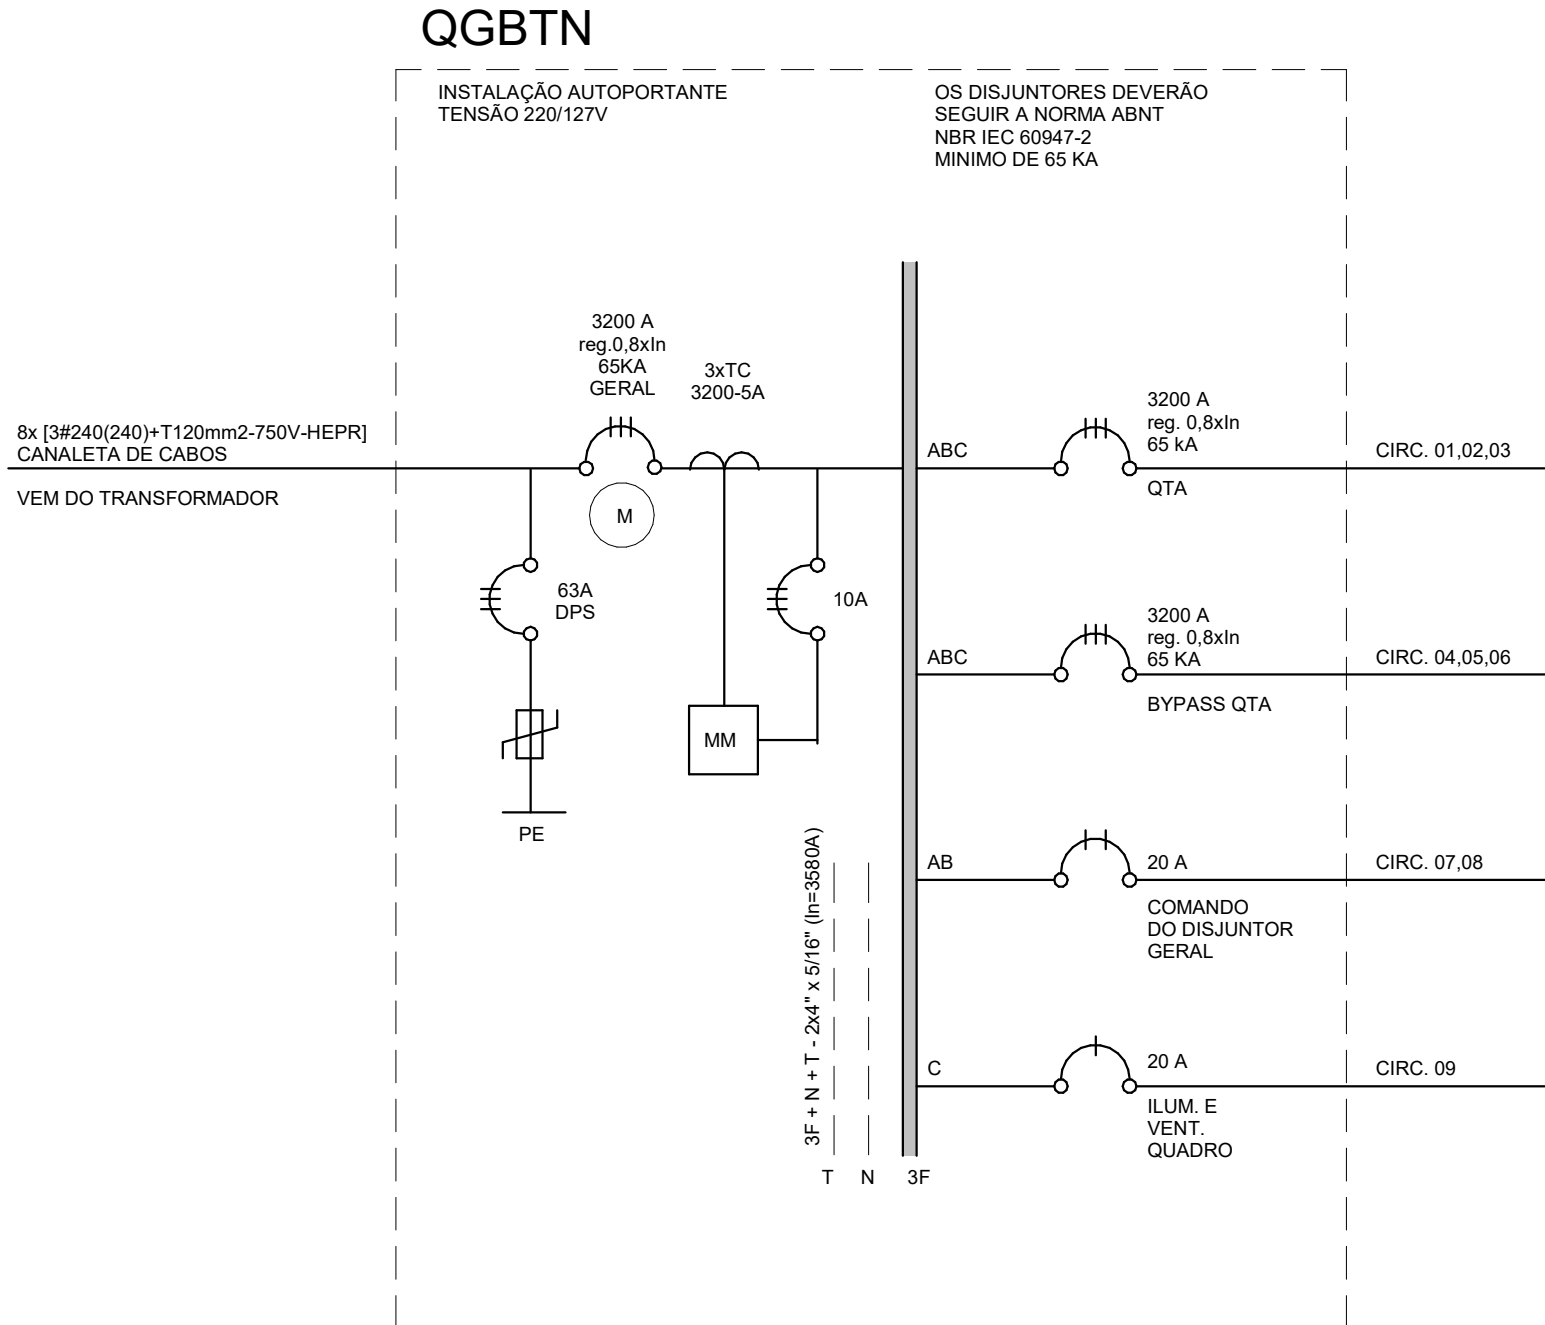 QGBTN
INSTALAÇÃO AUTOPORTANTE
TENSÃO 220/127V
OS DISJUNTORES DEVERÃO
SEGUIR A NORMA ABNT
NBR IEC 60947-2
MINIMO DE 65 KA
3200 A
reg.0,8xIn
65KA
GERAL
3xTC
3200-5A
8x [3#240(240)+T120mm2-750V-HEPR]
CANALETA DE CABOS
VEM DO TRANSFORMADOR
M
63A
DPS
10A
MM
PE
3F + N + T - 2x4" x 5/16" (In=3580A)
T
N
3F
ABC
3200 A
reg. 0,8xIn
65 kA
QTA
CIRC. 01,02,03
ABC
3200 A
reg. 0,8xIn
65 KA
BYPASS QTA
CIRC. 04,05,06
AB
20 A
COMANDO
DO DISJUNTOR
GERAL
CIRC. 07,08
C
20 A
ILUM. E
VENT.
QUADRO
CIRC. 09